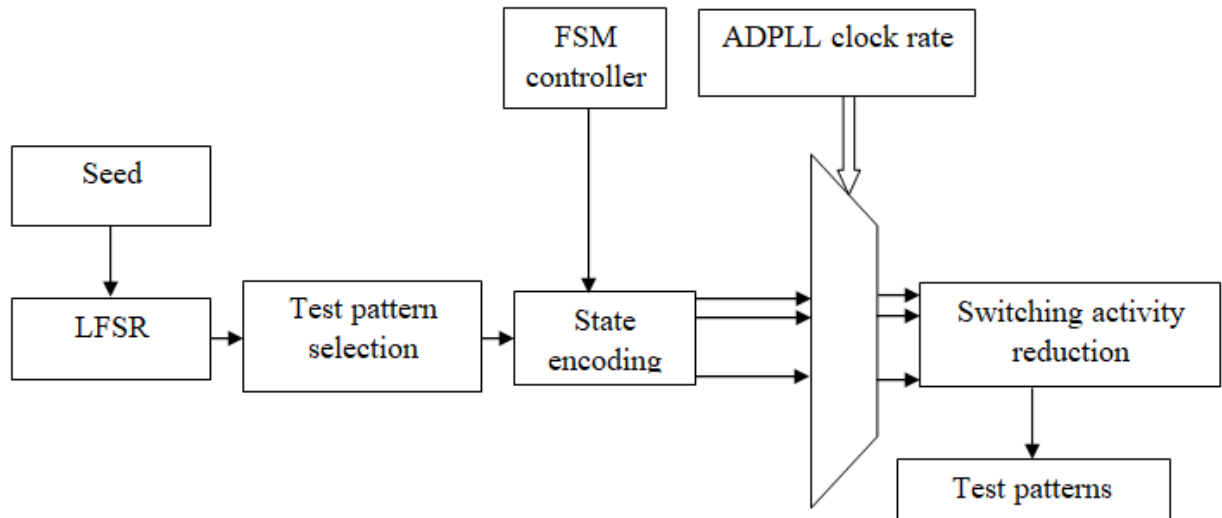 FSM
controller
ADPLL clock rate
Seed
LFSR
Test pattern
selection
State
encoding
Switching activity
reduction
Test patterns